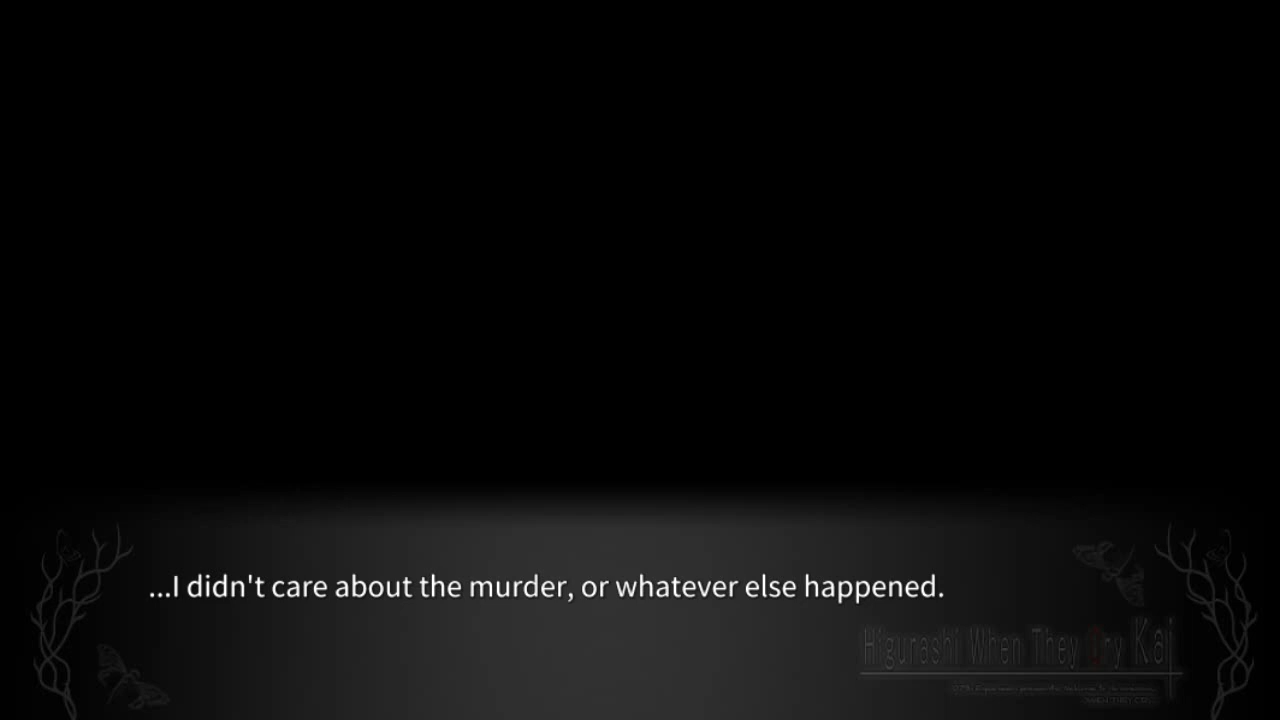 ...I didn't care about the murder, or whatever else happened.
Higurashi When They Cry Kai